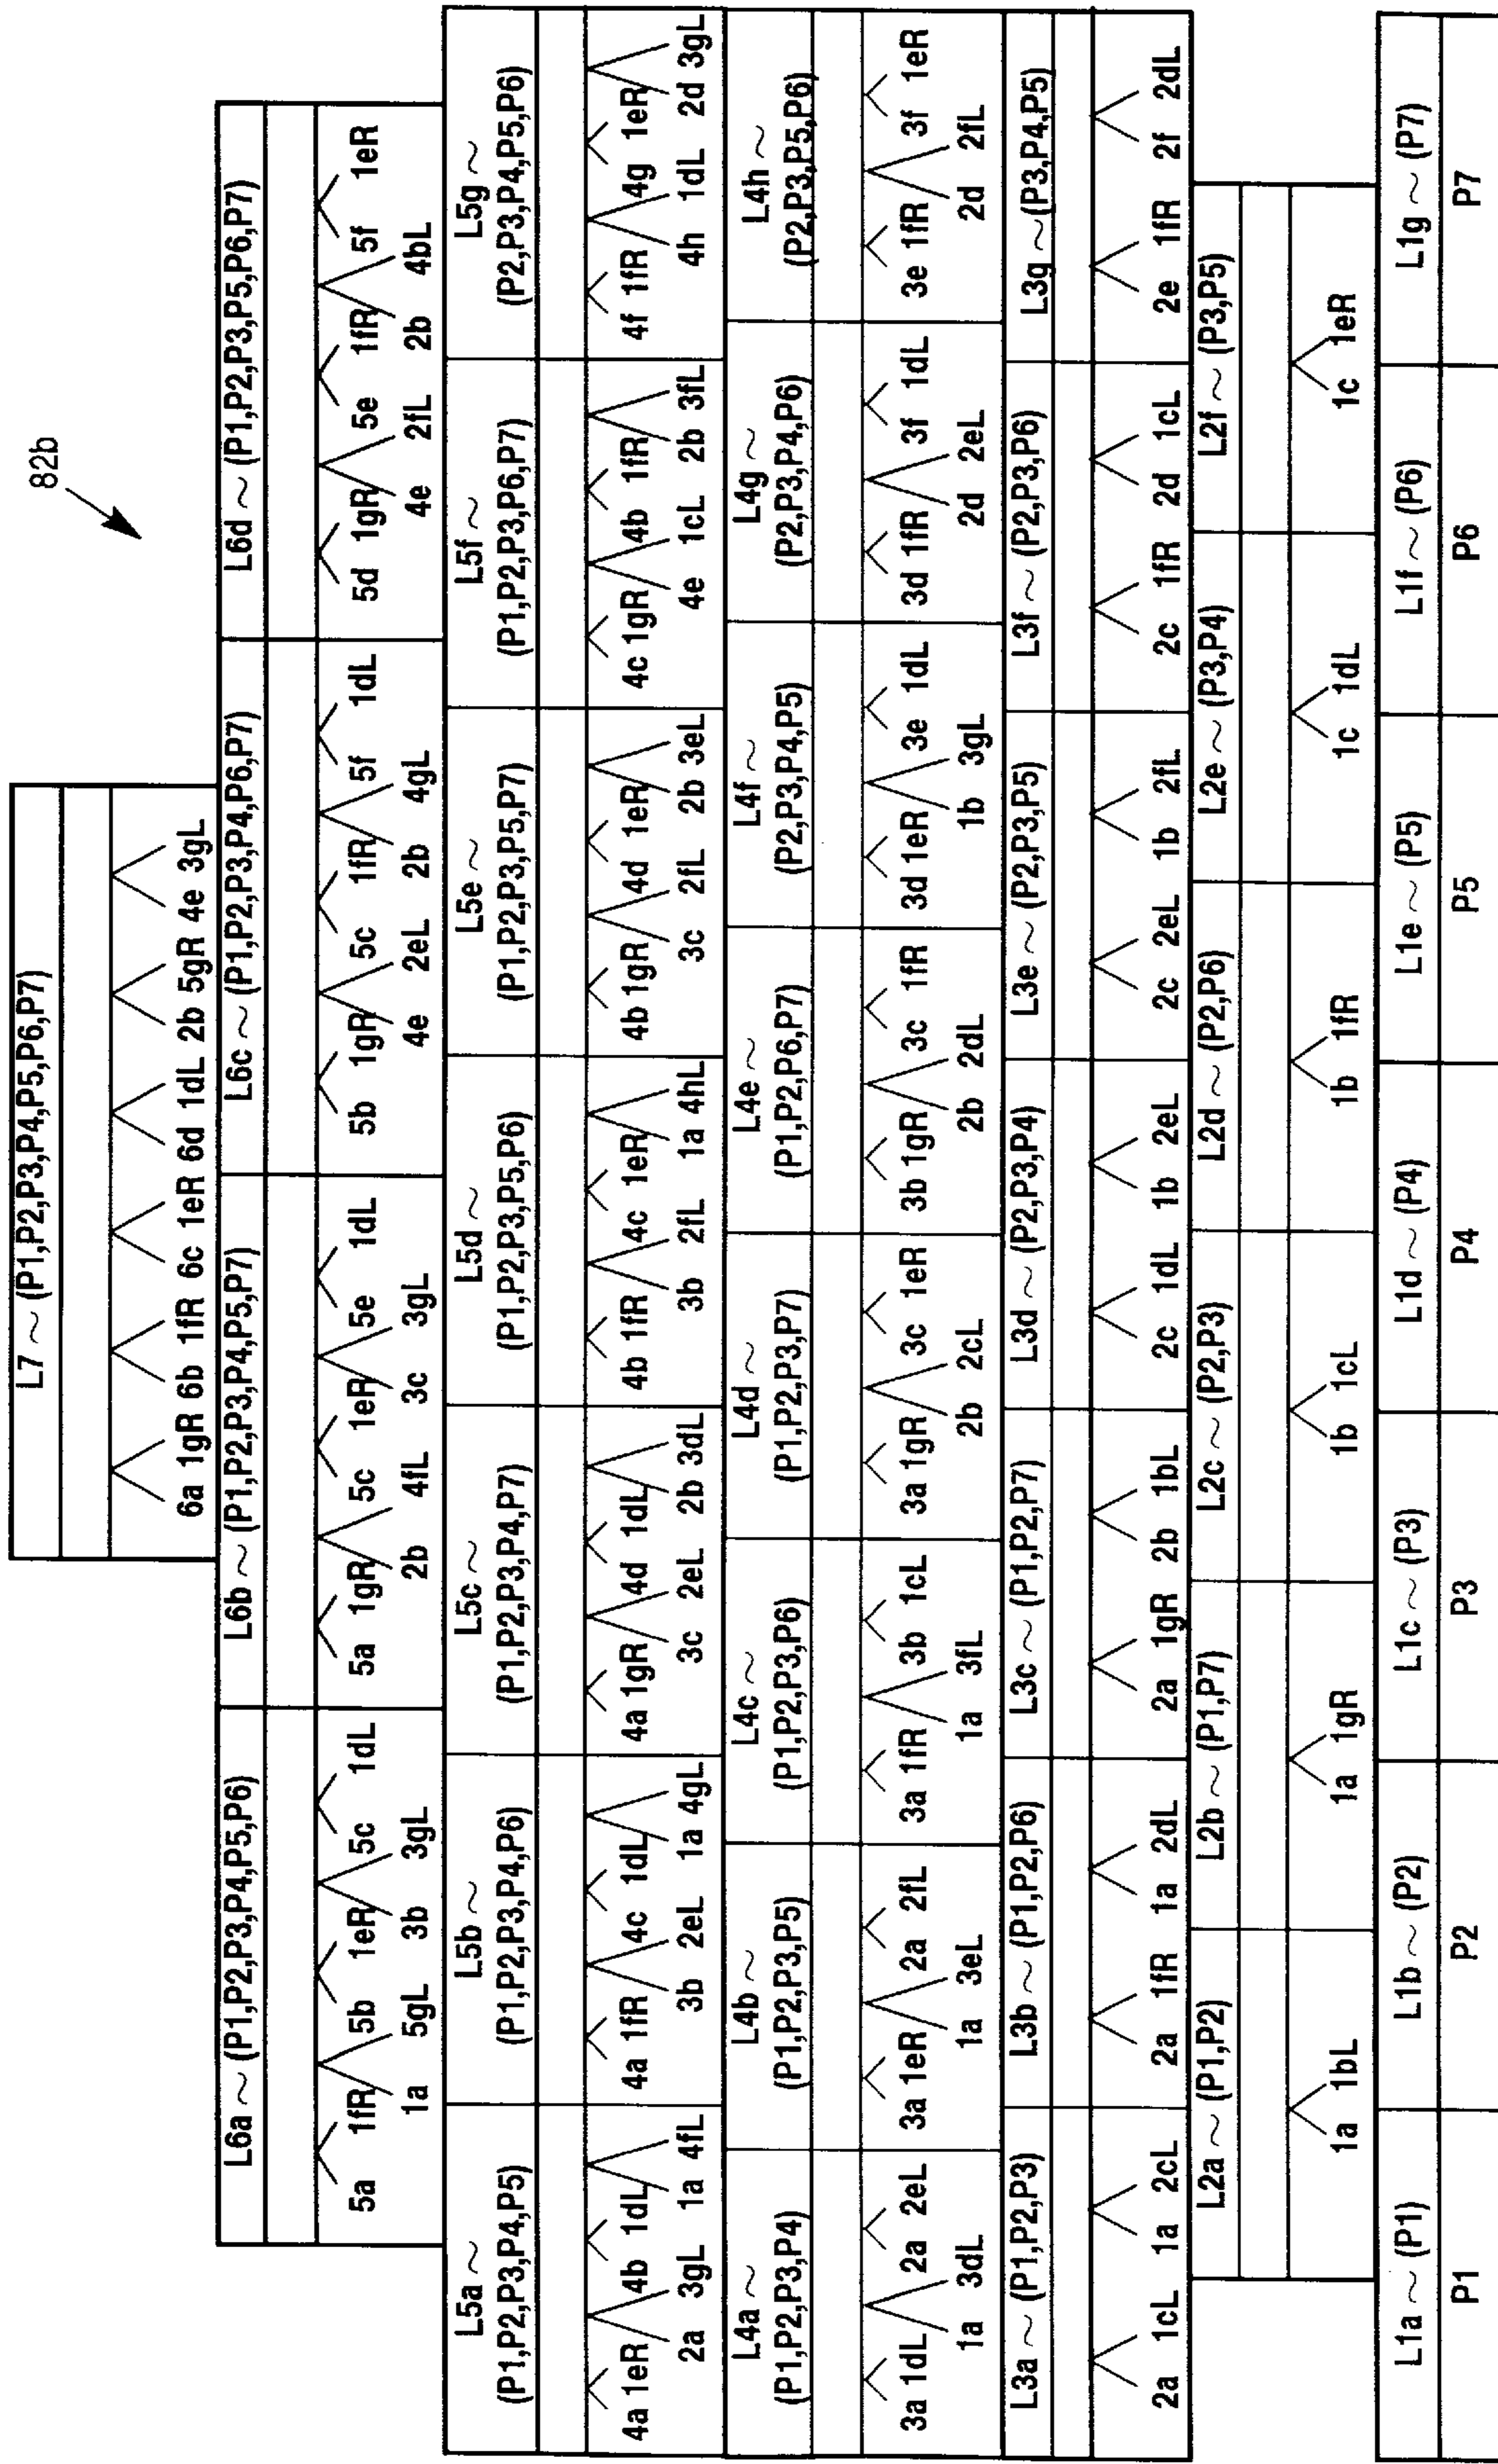 82b
L7 ~ (P1,P2,P3,P4,P5,P6,P7)
6a 1gR 6b 1fR 6c 1eR 6d 1dL 2b 5gR 4e 3gL
L6a ~ (P1,P2,P3,P4,P5,P6)
5a 1fR 5b 1eR 5c 1dL
1a 5gL 3b 3gL
L6b ~ (P1,P2,P3,P4,P5,P7)
5a 1gR 5c 1eR 5e 1dL
2b 4fL 3c 3gL
L6c ~ (P1,P2,P3,P4,P6,P7)
5b 1gR 5c 1fR 5f 1dL
4e 2eL 2b 4gL
L6d ~ (P1,P2,P3,P5,P6,P7)
5d 1gR 5e 1fR 5f 1eR
4e 2fL 2b 4bL
L5a ~
(P1,P2,P3,P4,P5)
4a 1eR 4b 1dL
2a 3gL 1a 4fL
L5b ~
(P1,P2,P3,P4,P6)
4a 1fR 4c 1dL
3b 2eL 1a 4gL
L5c ~
(P1,P2,P3,P4,P7)
4a 1gR 4d 1dL
3c 2eL 2b 3dL
L5d ~
(P1,P2,P3,P5,P6)
4b 1fR 4c 1eR
3b 2fL 1a 4hL
L5e ~
(P1,P2,P3,P5,P7)
4b 1gR 4d 1eR
3c 2fL 2b 3eL
L5f ~
(P1,P2,P3,P6,P7)
4c 1gR 4b 1fR
4e 1cL 2b 3fL
L5g ~
(P2,P3,P4,P5,P6)
4f 1fR 4g 1eR
4h 1dL 2d 3gL
L4a ~
(P1,P2,P3,P4)
3a 1dL 2a 2eL
1a 3dL
L4b ~
(P1,P2,P3,P5)
3a 1eR 2a 2fL
1a 3eL
L4c ~
(P1,P2,P3,P6)
3a 1fR 3b 1cL
1a 3fL
L4d ~
(P1,P2,P3,P7)
3a 1gR 3c 1eR
2b 2cL
L4e ~
(P1,P2,P6,P7)
3b 1gR 3c 1fR
2b 2dL
L4f ~
(P2,P3,P4,P5)
3d 1eR 3e 1dL
1b 3gL
L4g ~
(P2,P3,P4,P6)
3d 1fR 3f 1dL
2d 2eL
L4h ~
(P2,P3,P5,P6)
3e 1fR 3f 1eR
2d 2fL
L3a ~ (P1,P2,P3)
2a 1cL 1a 2cL
L3b ~ (P1,P2,P6)
2a 1fR 1a 2dL
L3c ~ (P1,P2,P7)
2a 1gR 2b 1bL
L3d ~ (P2,P3,P4)
2c 1dL 1b 2eL
L3e ~ (P2,P3,P5)
2c 2eL 1b 2fL
L3f ~ (P2,P3,P6)
2c 1fR 2d 1cL
L3g ~ (P3,P4,P5)
2e 1fR 2f 2dL
L2a ~ (P1,P2)
1a 1bL
L2b ~ (P1,P7)
1a 1gR
L2c ~ (P2,P3)
1b 1cL
L2d ~ (P2,P6)
1b 1fR
L2e ~ (P3,P4)
1c 1dL
L2f ~ (P3,P5)
1c 1eR
L1a ~ (P1) L1b ~ (P2) L1c ~ (P3) L1d ~ (P4) L1e ~ (P5) L1f ~ (P6) L1g ~ (P7)
P1 P2 P3 P4 P5 P6 P7